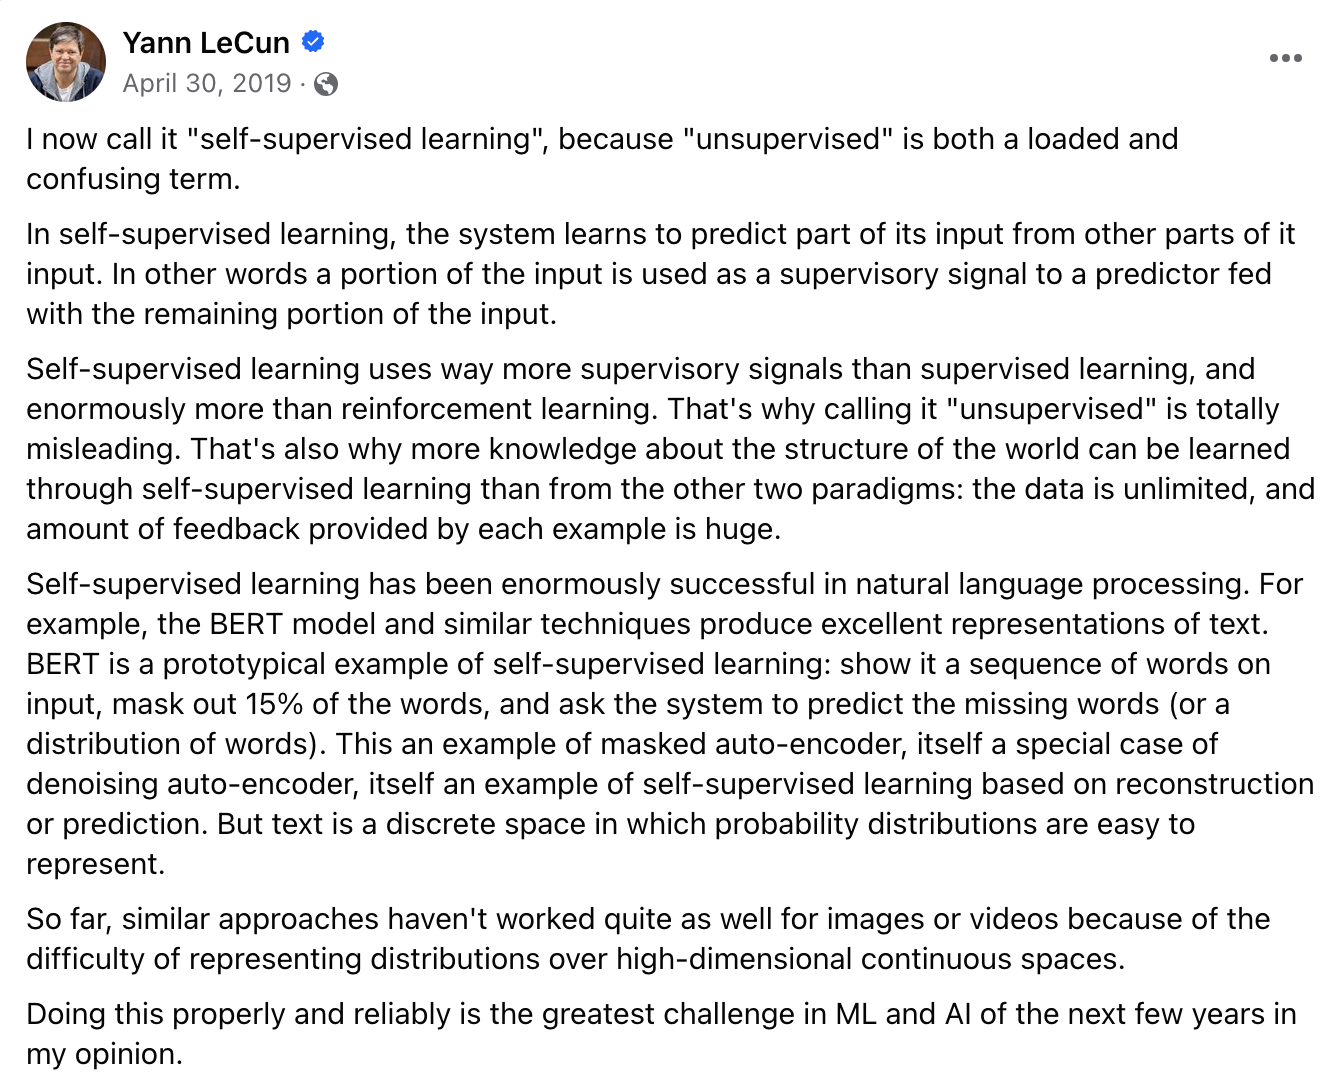 Yann LeCun
April 30, 2019 ·
I now call it "self-supervised learning", because "unsupervised" is both a loaded and
confusing term.
In self-supervised learning, the system learns to predict part of its input from other parts of it
input. In other words a portion of the input is used as a supervisory signal to a predictor fed
with the remaining portion of the input.
Self-supervised learning uses way more supervisory signals than supervised learning, and
enormously more than reinforcement learning. That's why calling it "unsupervised" is totally
misleading. That's also why more knowledge about the structure of the world can be learned
through self-supervised learning than from the other two paradigms: the data is unlimited, and
amount of feedback provided by each example is huge.
Self-supervised learning has been enormously successful in natural language processing. For
example, the BERT model and similar techniques produce excellent representations of text.
BERT is a prototypical example of self-supervised learning: show it a sequence of words on
input, mask out 15% of the words, and ask the system to predict the missing words (or a
distribution of words). This an example of masked auto-encoder, itself a special case of
denoising auto-encoder, itself an example of self-supervised learning based on reconstruction
or prediction. But text is a discrete space in which probability distributions are easy to
represent.
So far, similar approaches haven't worked quite as well for images or videos because of the
difficulty of representing distributions over high-dimensional continuous spaces.
Doing this properly and reliably is the greatest challenge in ML and AI of the next few years in
my opinion.